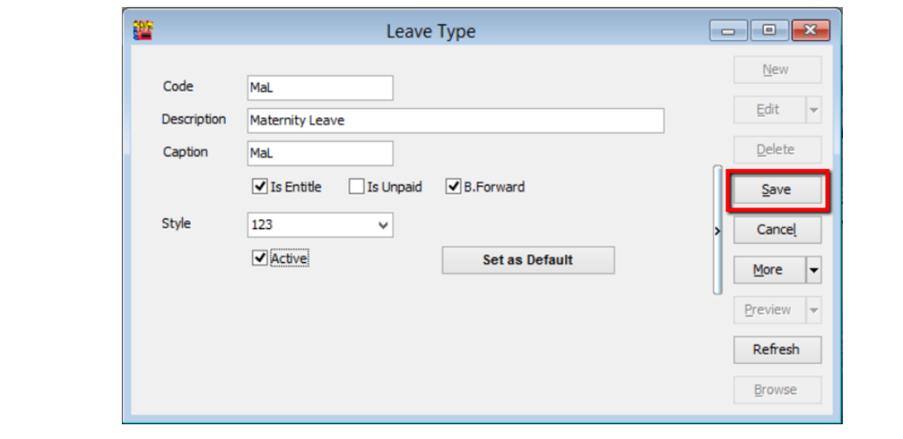 Leave Type
Code MaL
Description Maternity Leave
Caption MaL
Is Entitle Is Unpaid B.Forward
Style 123
Active Set as Default
New
Edit
Delete
Save
Cancel
More
Preview
Refresh
Browse